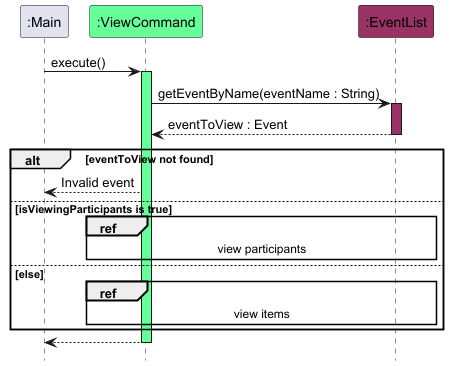 :Main
:ViewCommand
:EventList
execute()
getEventByName(eventName : String)
eventToView : Event
alt
[eventToView not found]
Invalid event
[isViewingParticipants is true]
ref
view participants
[else]
ref
view items